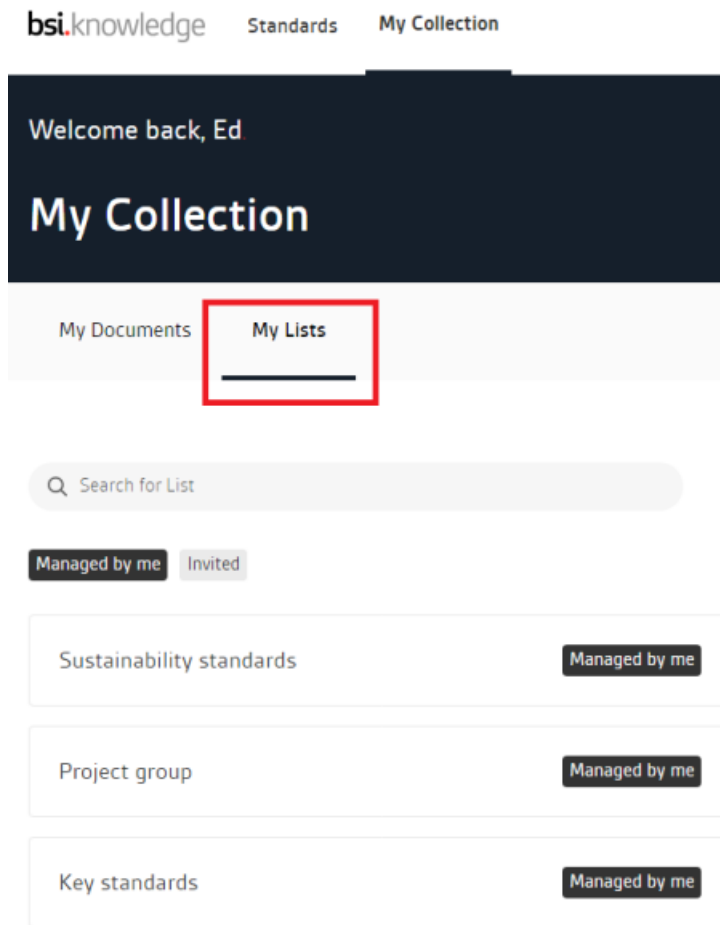 bsi.knowledge Standards My Collection
Welcome back, Ed.
My Collection
My Documents My Lists
Search for List
Managed by me Invited
Sustainability standards Managed by me
Project group Managed by me
Key standards Managed by me